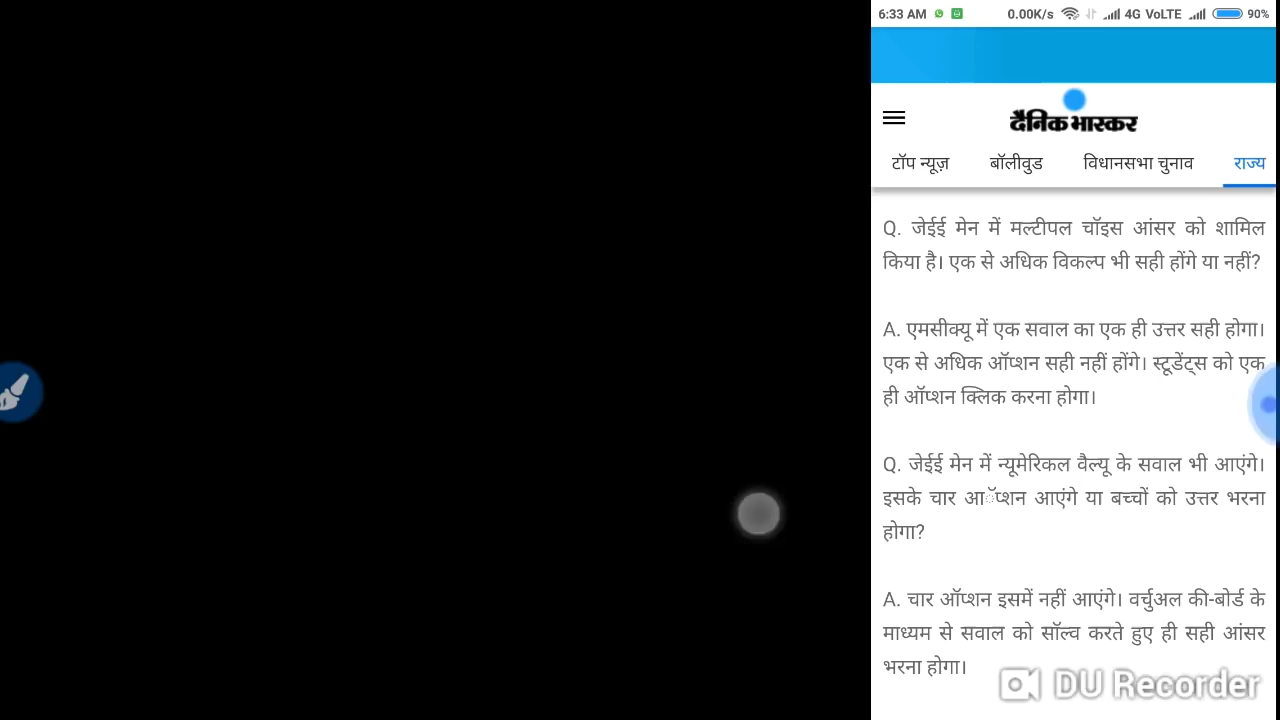 6:33 AM 0.00K/s 4G VoLTE 90%
दैनिक भास्कर
टॉप न्यूज़ बॉलीवुड विधानसभा चुनाव राज्य
Q. जेईई मेन में मल्टीपल चॉइस आंसर को शामिल
किया है। एक से अधिक विकल्प भी सही होंगे या नहीं?
A. एमसीक्यू में एक सवाल का एक ही उत्तर सही होगा।
एक से अधिक ऑप्शन सही नहीं होंगे। स्टूडेंट्स को एक
ही ऑप्शन क्लिक करना होगा।
Q. जेईई मेन में न्यूमेरिकल वैल्यू के सवाल भी आएंगे।
इसके चार आॅप्शन आएंगे या बच्चों को उत्तर भरना
होगा?
A. चार ऑप्शन इसमें नहीं आएंगे। वर्चुअल की-बोर्ड के
माध्यम से सवाल को सॉल्व करते हुए ही सही आंसर
भरना होगा।
DU Recorder